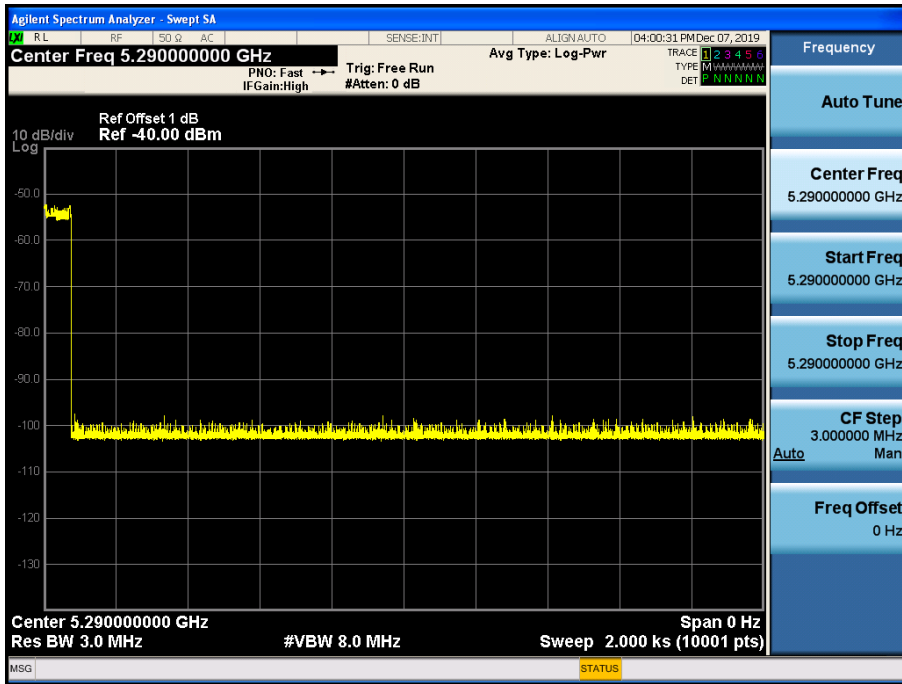 Agilent Spectrum Analyzer - Swept SA
LXI RL RF 50 Ω AC SENSE:INT ALIGN AUTO 04:00:31 PM Dec 07, 2019
Center Freq 5.290000000 GHz
PNO: Fast
IFGain:High
Trig: Free Run
#Atten: 0 dB
Avg Type: Log-Pwr
TRACE 1 2 3 4 5 6
TYPE M WWWWW
DET P N N N N N
Ref Offset 1 dB
10 dB/div Ref -40.00 dBm
Log
-50.0
-60.0
-70.0
-80.0
-90.0
-100
-110
-120
-130
Center 5.290000000 GHz Span 0 Hz
Res BW 3.0 MHz #VBW 8.0 MHz Sweep 2.000 ks (10001 pts)
Frequency
Auto Tune
Center Freq
5.290000000 GHz
Start Freq
5.290000000 GHz
Stop Freq
5.290000000 GHz
CF Step
3.000000 MHz
Auto Man
Freq Offset
0 Hz
MSG STATUS